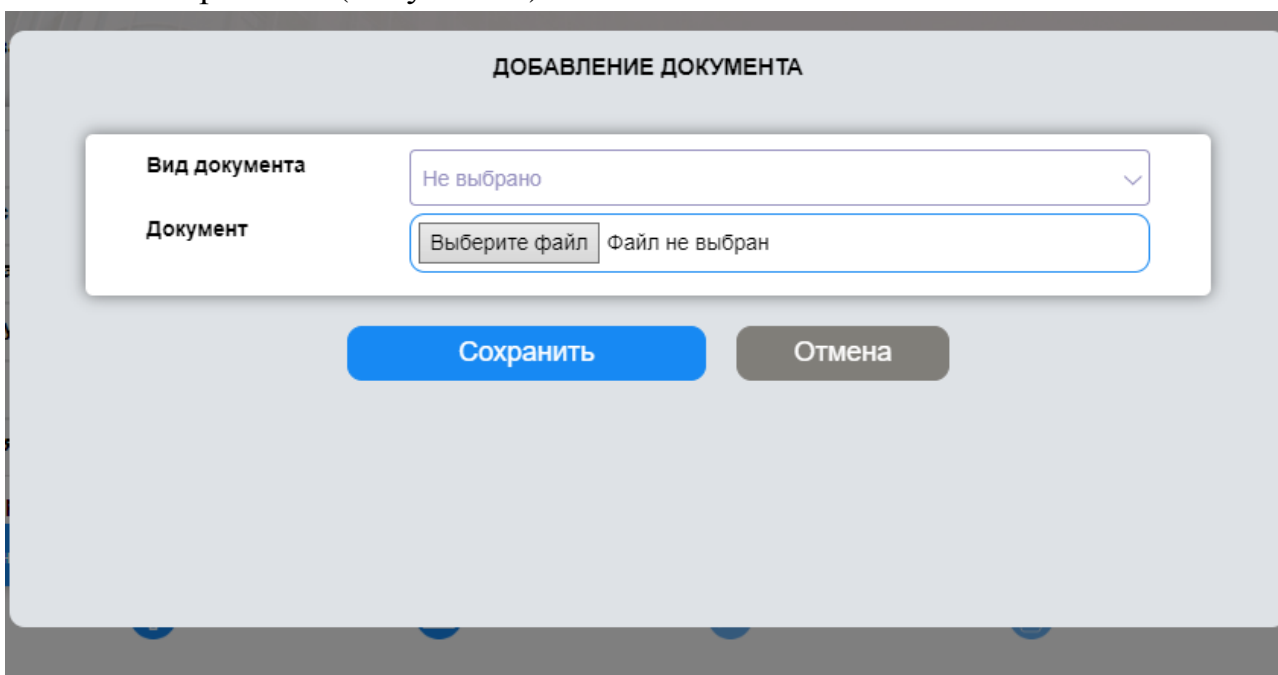 ДОБАВЛЕНИЕ ДОКУМЕНТА
Вид документа
Не выбрано
Документ
Выберите файл Файл не выбран
Сохранить
Отмена